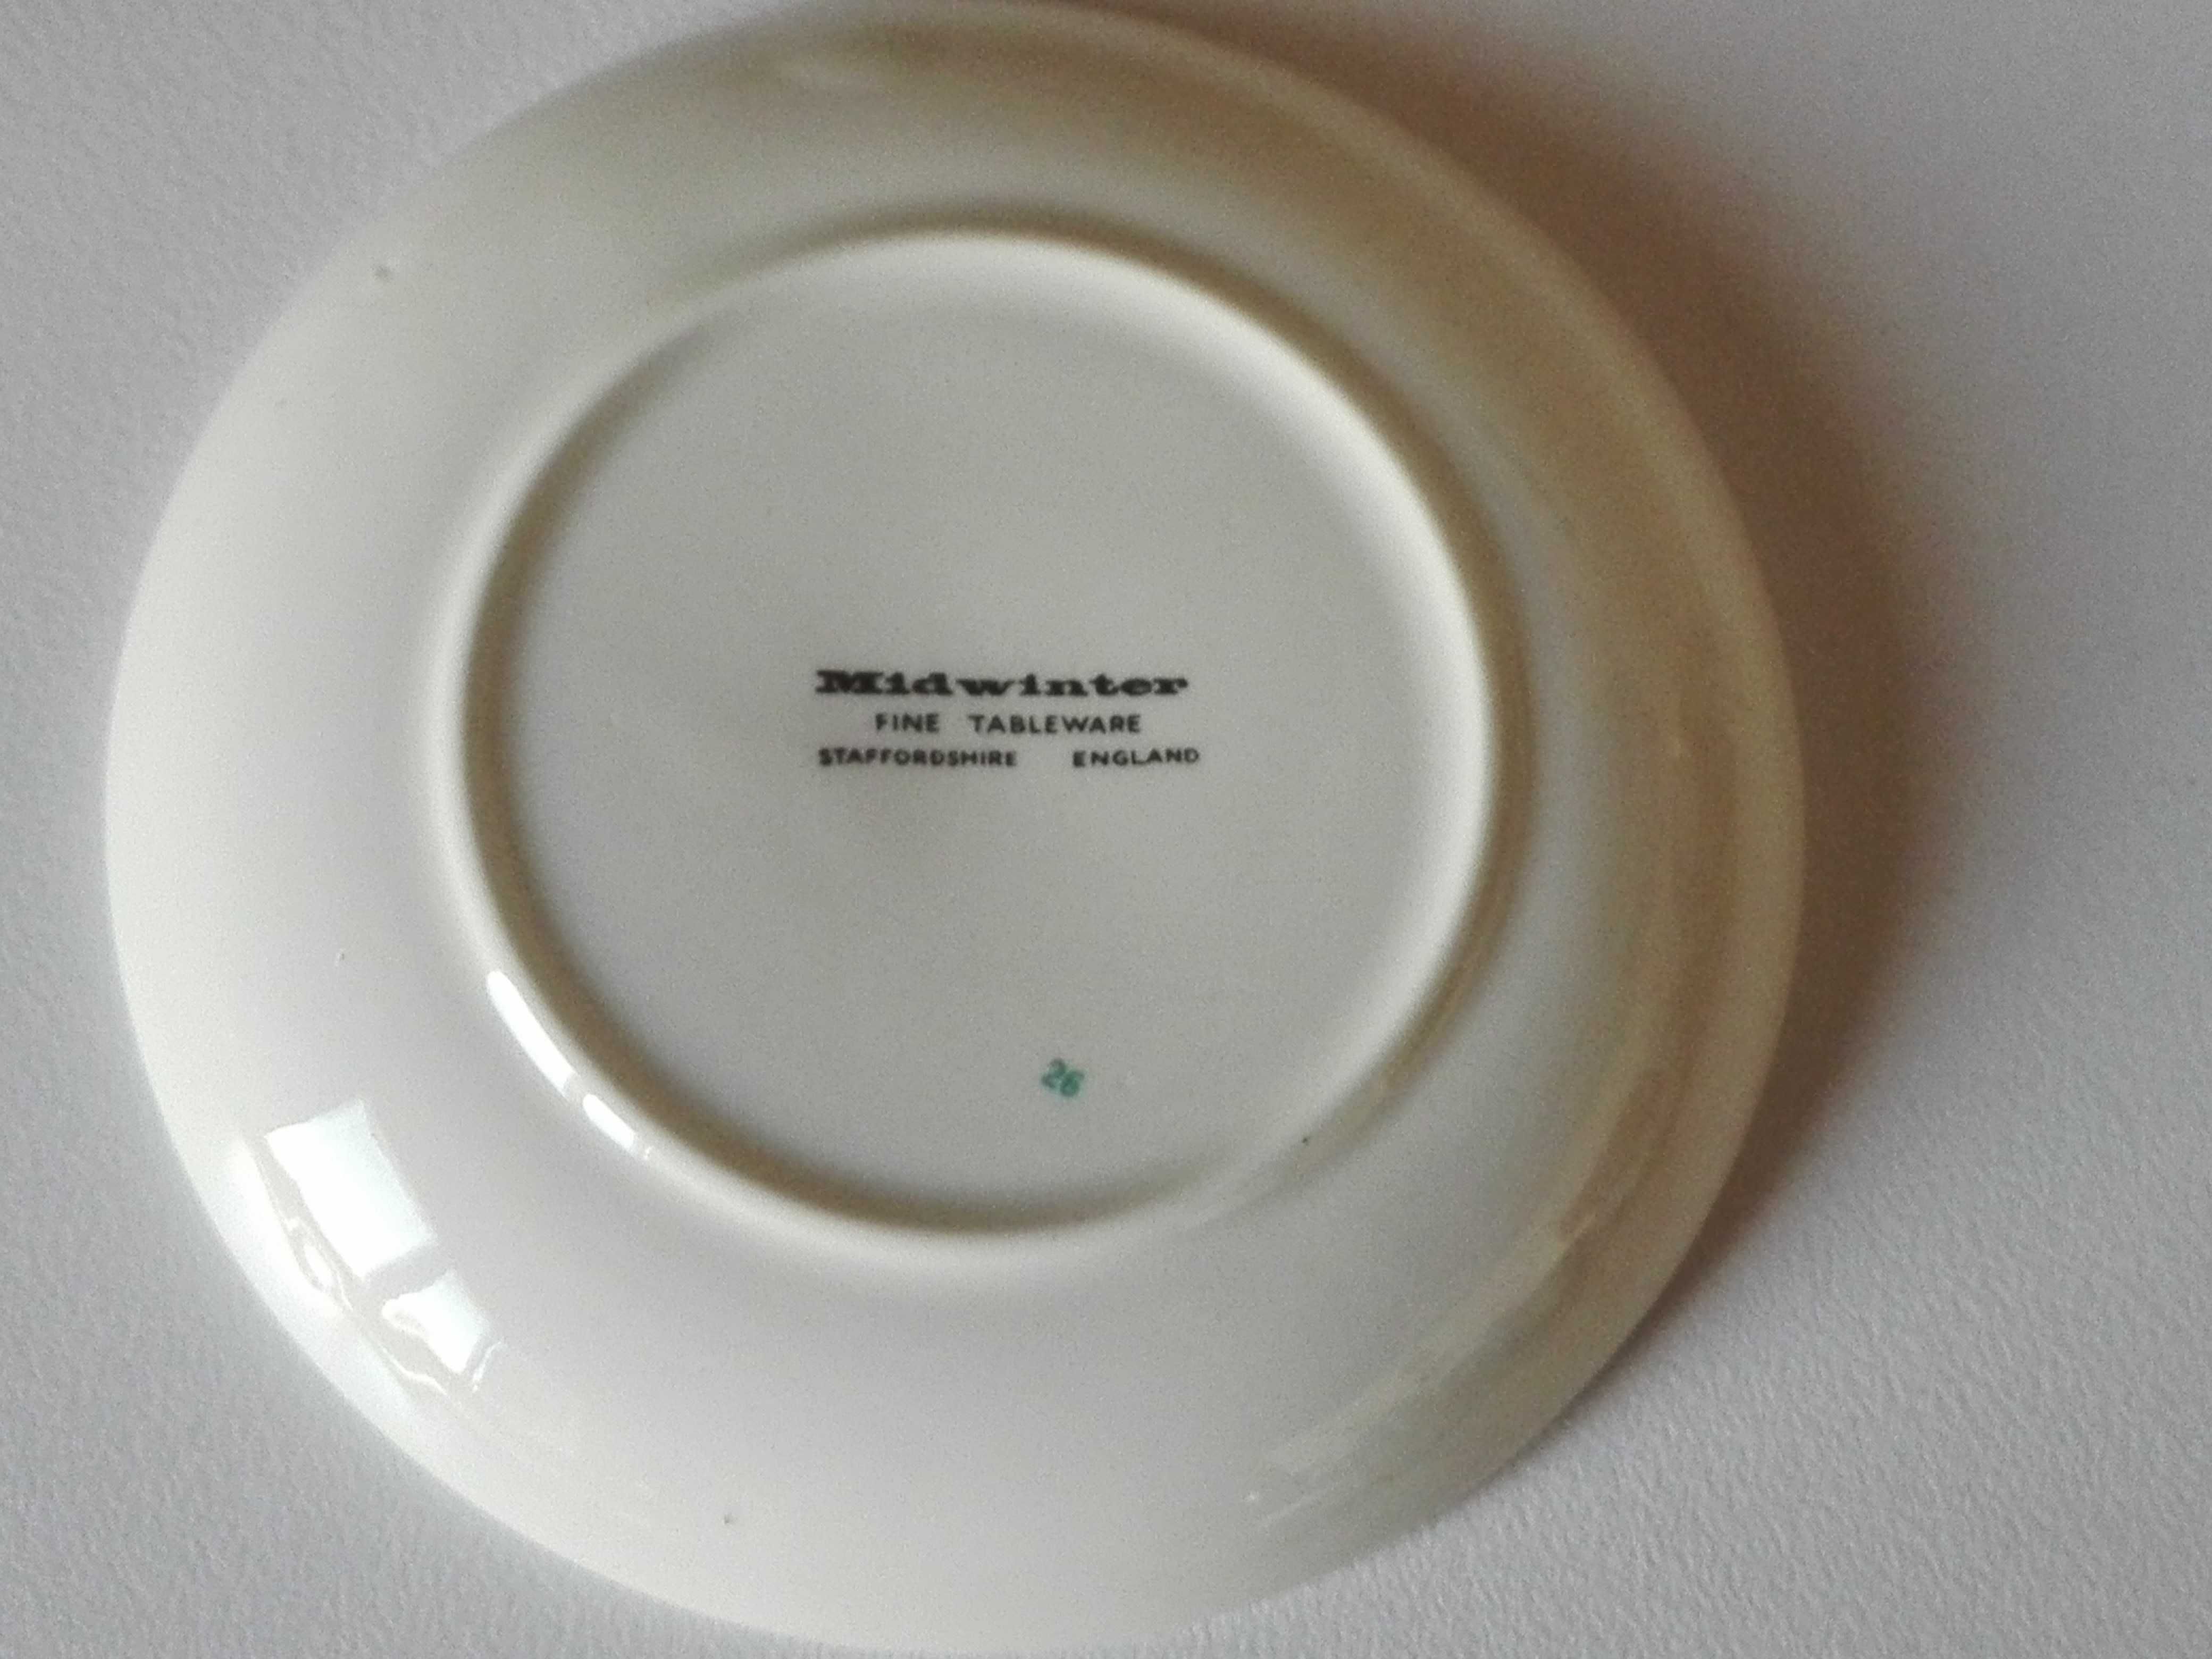 Midwinter
FINE TABLEWARE
STAFFORDSHIRE ENGLAND
26